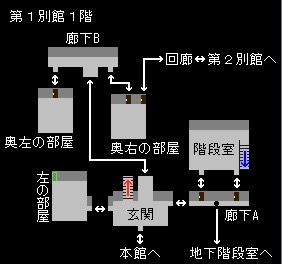 第１別館１階
廊下B
回廊⇔第２別館へ
奥左の部屋
奥右の部屋
階段室
左の部屋
玄関
廊下A
本館へ
地下階段室へ